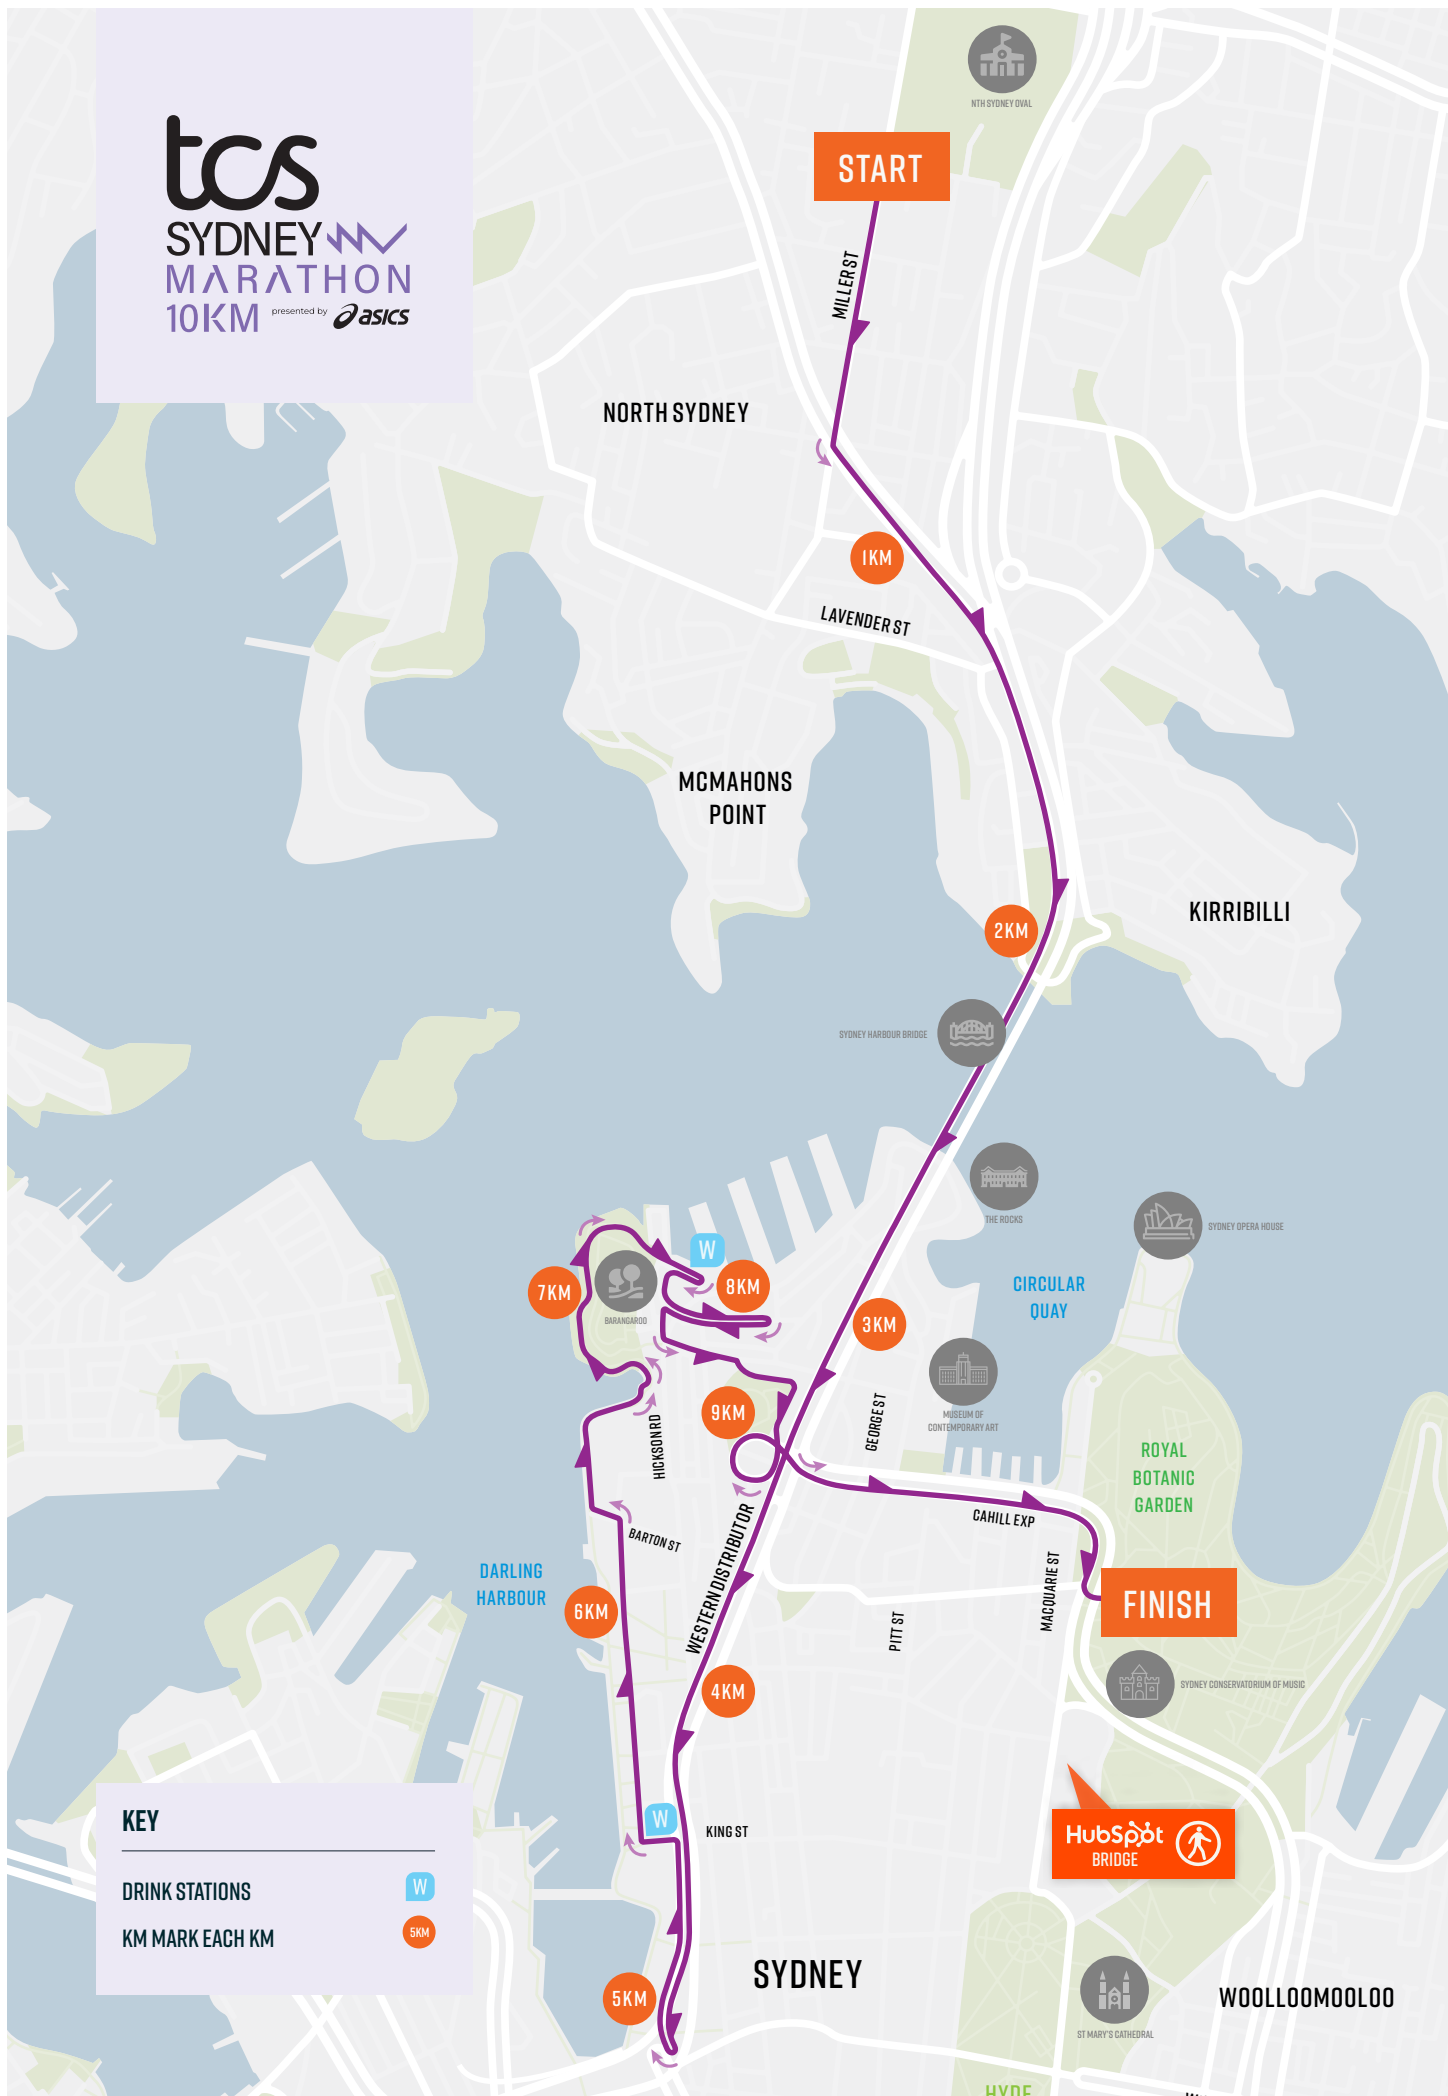 tcs
SYDNEY
MARATHON
10KM presented by asics
NTH SYDNEY OVAL
START
MILLER ST
NORTH SYDNEY
1KM
LAVENDER ST
MCMAHONS
POINT
KIRRIBILLI
2KM
SYDNEY HARBOUR BRIDGE
THE ROCKS
SYDNEY OPERA HOUSE
W
7KM
8KM
BARANGAROO
CIRCULAR
QUAY
3KM
MUSEUM OF
CONTEMPORARY ART
GEORGE ST
9KM
HICKSON RD
ROYAL
BOTANIC
GARDEN
CAHILL EXP
BARTON ST
WESTERN DISTRIBUTOR
DARLING
HARBOUR
6KM
MACQUARIE ST
PITT ST
FINISH
4KM
SYDNEY CONSERVATORIUM OF MUSIC
W
KING ST
HubSpot
BRIDGE
KEY
DRINK STATIONS W
KM MARK EACH KM 5KM
5KM
SYDNEY
WOOLLOOMOOLOO
ST MARY'S CATHEDRAL
HYDE